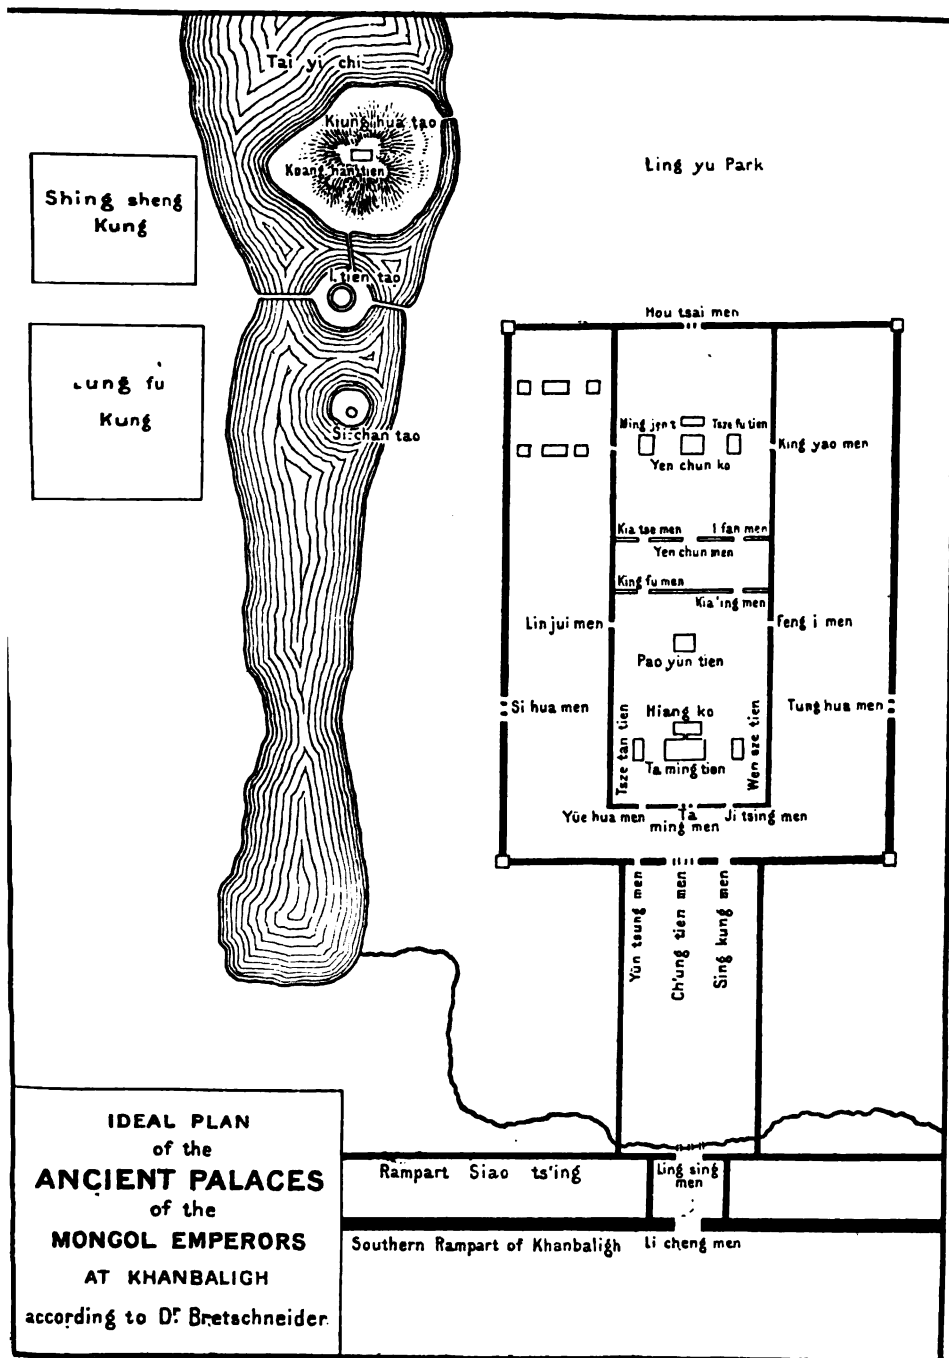 Tai yi chi
Kiung hua tao
Koang han tien
Ling yu Park
Shing sheng
Kung
I. tien tao
Hou tsai men
ung fu
Kung
Si chan tao
Ming jen t
Tsze fu tien
Yen chun ko
King yao men
Kia tse men
I fan men
Yen chun men
King fu men
Kia 'ing men
Lin jui men
Feng i men
Pao yün tien
Si hua men
Tung hua men
Hiang ko
Tsze tan tien
Wen sze tien
Ta ming tien
Yüe hua men
Ta
ming men
Ji tsing men
Yün tsung men
Ch'ung tien men
Sing kung men
Rampart Siao ts'ing
Ling sing
men
Southern Rampart of Khanbaligh
Li cheng men
IDEAL PLAN
of the
ANCIENT PALACES
of the
MONGOL EMPERORS
AT KHANBALIGH
according to Dr Bretschneider